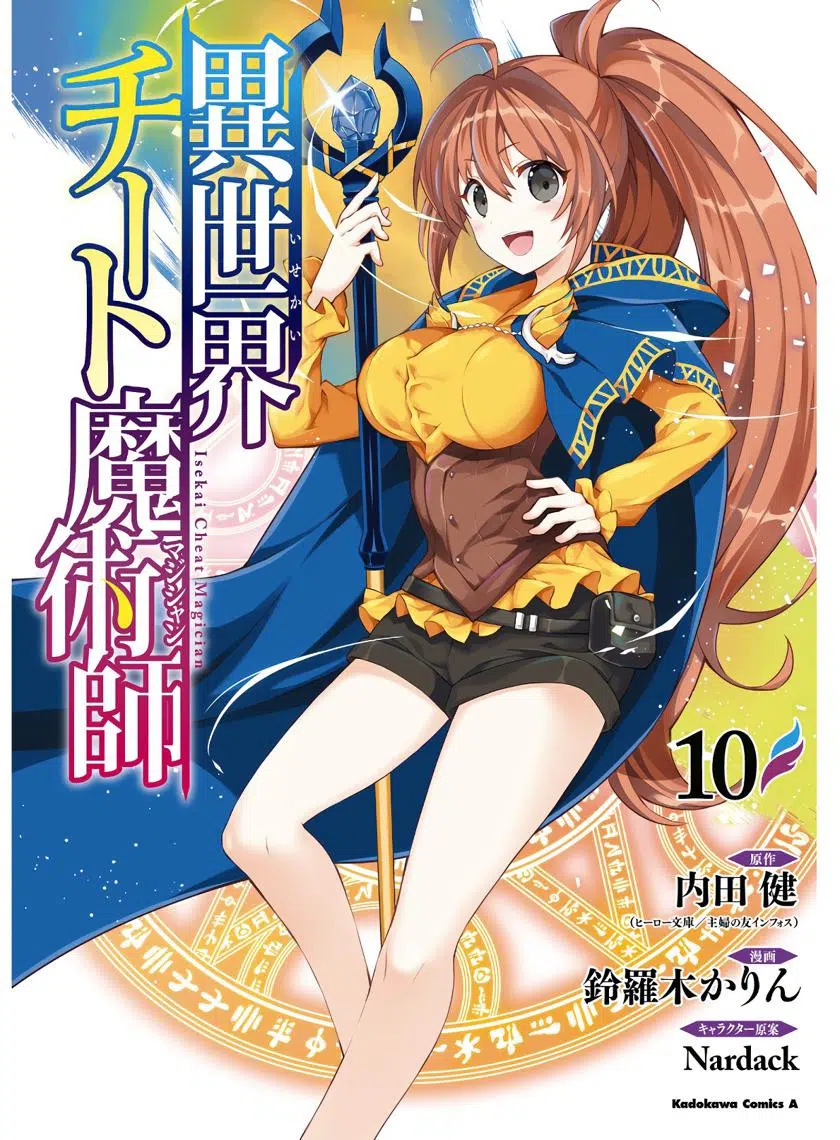 異世界
いせかい
チート魔術師
マジシャン
Isekai Cheat Magician
10
原作
内田 健
(ヒーロー文庫/主婦の友インフォス)
漫画
鈴羅木かりん
キャラクター原案
Nardack
Kadokawa Comics A